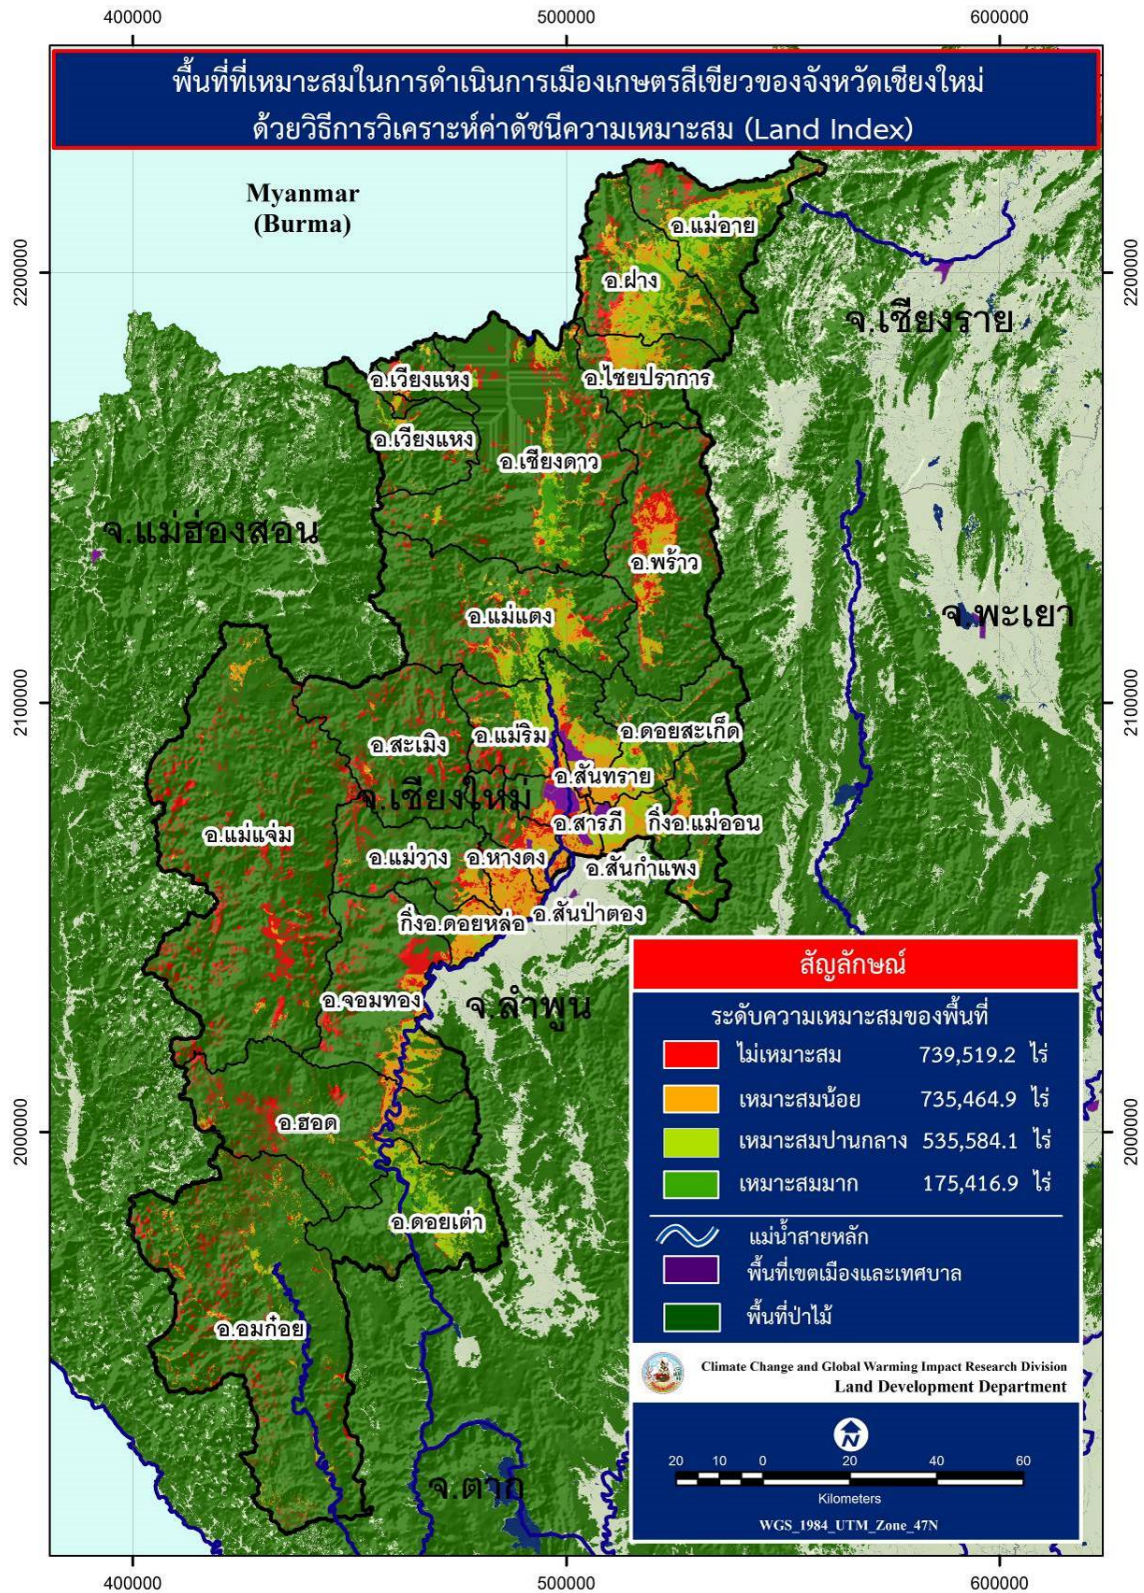 400000
500000
600000
พื้นที่ที่เหมาะสมในการดำเนินการเมืองเกษตรสีเขียวของจังหวัดเชียงใหม่
ด้วยวิธีการวิเคราะห์ค่าดัชนีความเหมาะสม (Land Index)
Myanmar
(Burma)
อ.แม่อาย
2200000
2200000
อ.ฝาง
จ.เชียงราย
อ.เวียงแหง
อ.ไชยปราการ
อ.เวียงแหง
อ.เชียงดาว
จ.แม่ฮ่องสอน
อ.พร้าว
อ.แม่แตง
จ.พะเยา
2100000
2100000
อ.สะเมิง
อ.แม่ริม
อ.ดอยสะเก็ด
อ.สันทราย
จ.เชียงใหม่
อ.แม่แจ่ม
อ.สารภี
กิ่งอ.แม่ออน
อ.แม่วาง
อ.หางดง
อ.สันกำแพง
กิ่งอ.ดอยหล่อ
อ.สันป่าตอง
อ.จอมทอง
จ.ลำพูน
อ.ฮอด
2000000
2000000
อ.ดอยเต่า
อ.อมก๋อย
จ.ตาก
สัญลักษณ์
ระดับความเหมาะสมของพื้นที่
ไม่เหมาะสม 739,519.2 ไร่
เหมาะสมน้อย 735,464.9 ไร่
เหมาะสมปานกลาง 535,584.1 ไร่
เหมาะสมมาก 175,416.9 ไร่
แม่น้ำสายหลัก
พื้นที่เขตเมืองและเทศบาล
พื้นที่ป่าไม้
Climate Change and Global Warming Impact Research Division
Land Development Department
N
20 10 0 20 40 60
Kilometers
WGS_1984_UTM_Zone_47N
400000
500000
600000